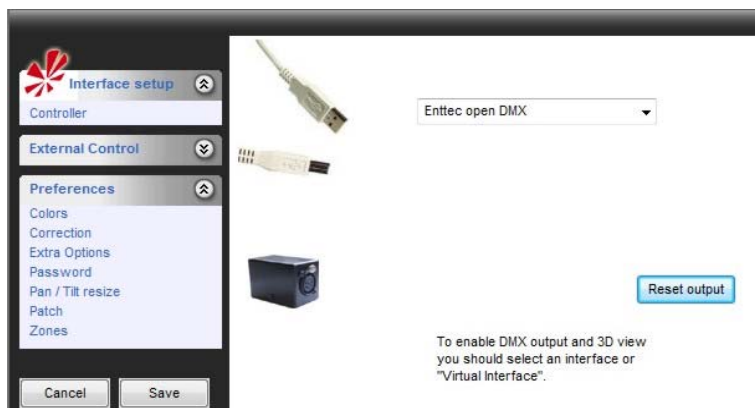 Interface setup
Controller
External Control
Preferences
Colors
Correction
Extra Options
Password
Pan / Tilt resize
Patch
Zones
Cancel
Save
Enttec open DMX
Reset output
To enable DMX output and 3D view
you should select an interface or
"Virtual Interface".